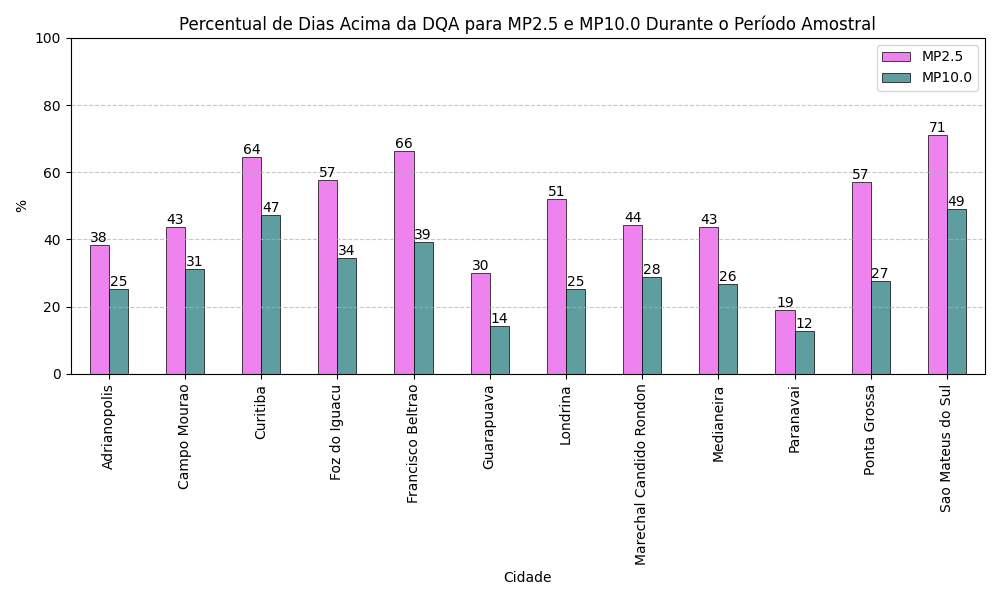 Percentual de Dias Acima da DQA para MP2.5 e MP10.0 Durante o Período Amostral
MP2.5
MP10.0
100
80
60
40
20
0
%
38
25
43
31
64
47
57
34
66
39
30
14
51
25
44
28
43
26
19
12
57
27
71
49
Adrianopolis
Campo Mourao
Curitiba
Foz do Iguacu
Francisco Beltrao
Guarapuava
Londrina
Marechal Candido Rondon
Medianeira
Paranavai
Ponta Grossa
Sao Mateus do Sul
Cidade